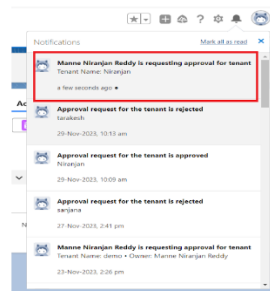 Notifications Mark all as read
Manne Niranjan Reddy is requesting approval for tenant
Tenant Name: Niranjan
a few seconds ago •
Approval request for the tenant is rejected
tarakesh
29-Nov-2023, 10:13 am
Approval request for the tenant is approved
Niranjan
29-Nov-2023, 10:09 am
Approval request for the tenant is rejected
sanjana
27-Nov-2023, 2:41 pm
Manne Niranjan Reddy is requesting approval for tenant
Tenant Name: demo • Owner: Manne Niranjan Reddy
23-Nov-2023, 2:26 pm